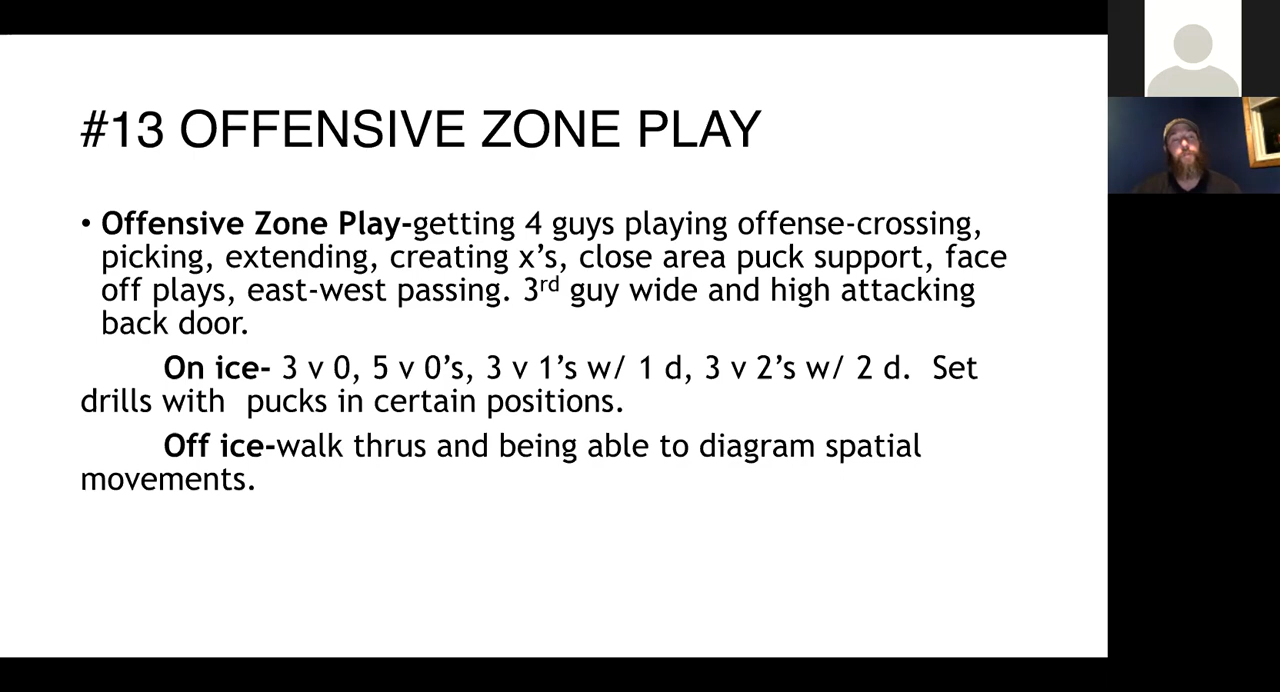 #13 OFFENSIVE ZONE PLAY
• Offensive Zone Play-getting 4 guys playing offense-crossing,
picking, extending, creating x’s, close area puck support, face
off plays, east-west passing. 3rd guy wide and high attacking
back door.
On ice- 3 v 0, 5 v 0’s, 3 v 1’s w/ 1 d, 3 v 2’s w/ 2 d. Set
drills with pucks in certain positions.
Off ice-walk thrus and being able to diagram spatial
movements.